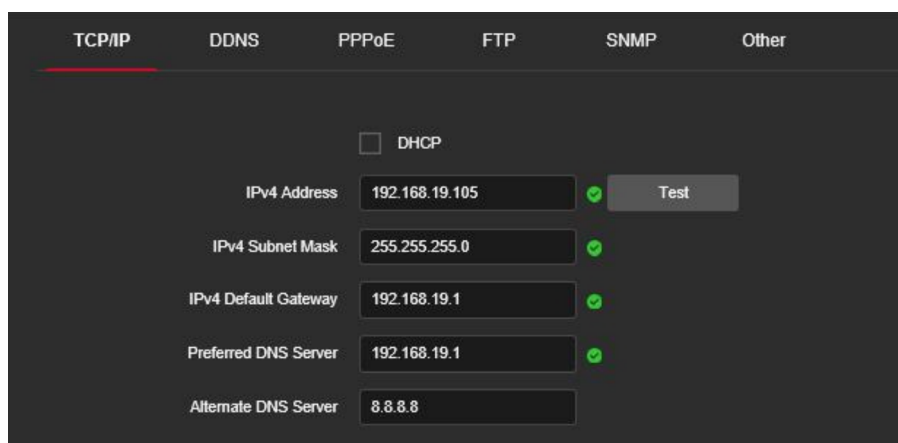 TCP/IP DDNS PPPoE FTP SNMP Other
DHCP
IPv4 Address 192.168.19.105 Test
IPv4 Subnet Mask 255.255.255.0
IPv4 Default Gateway 192.168.19.1
Preferred DNS Server 192.168.19.1
Alternate DNS Server 8.8.8.8